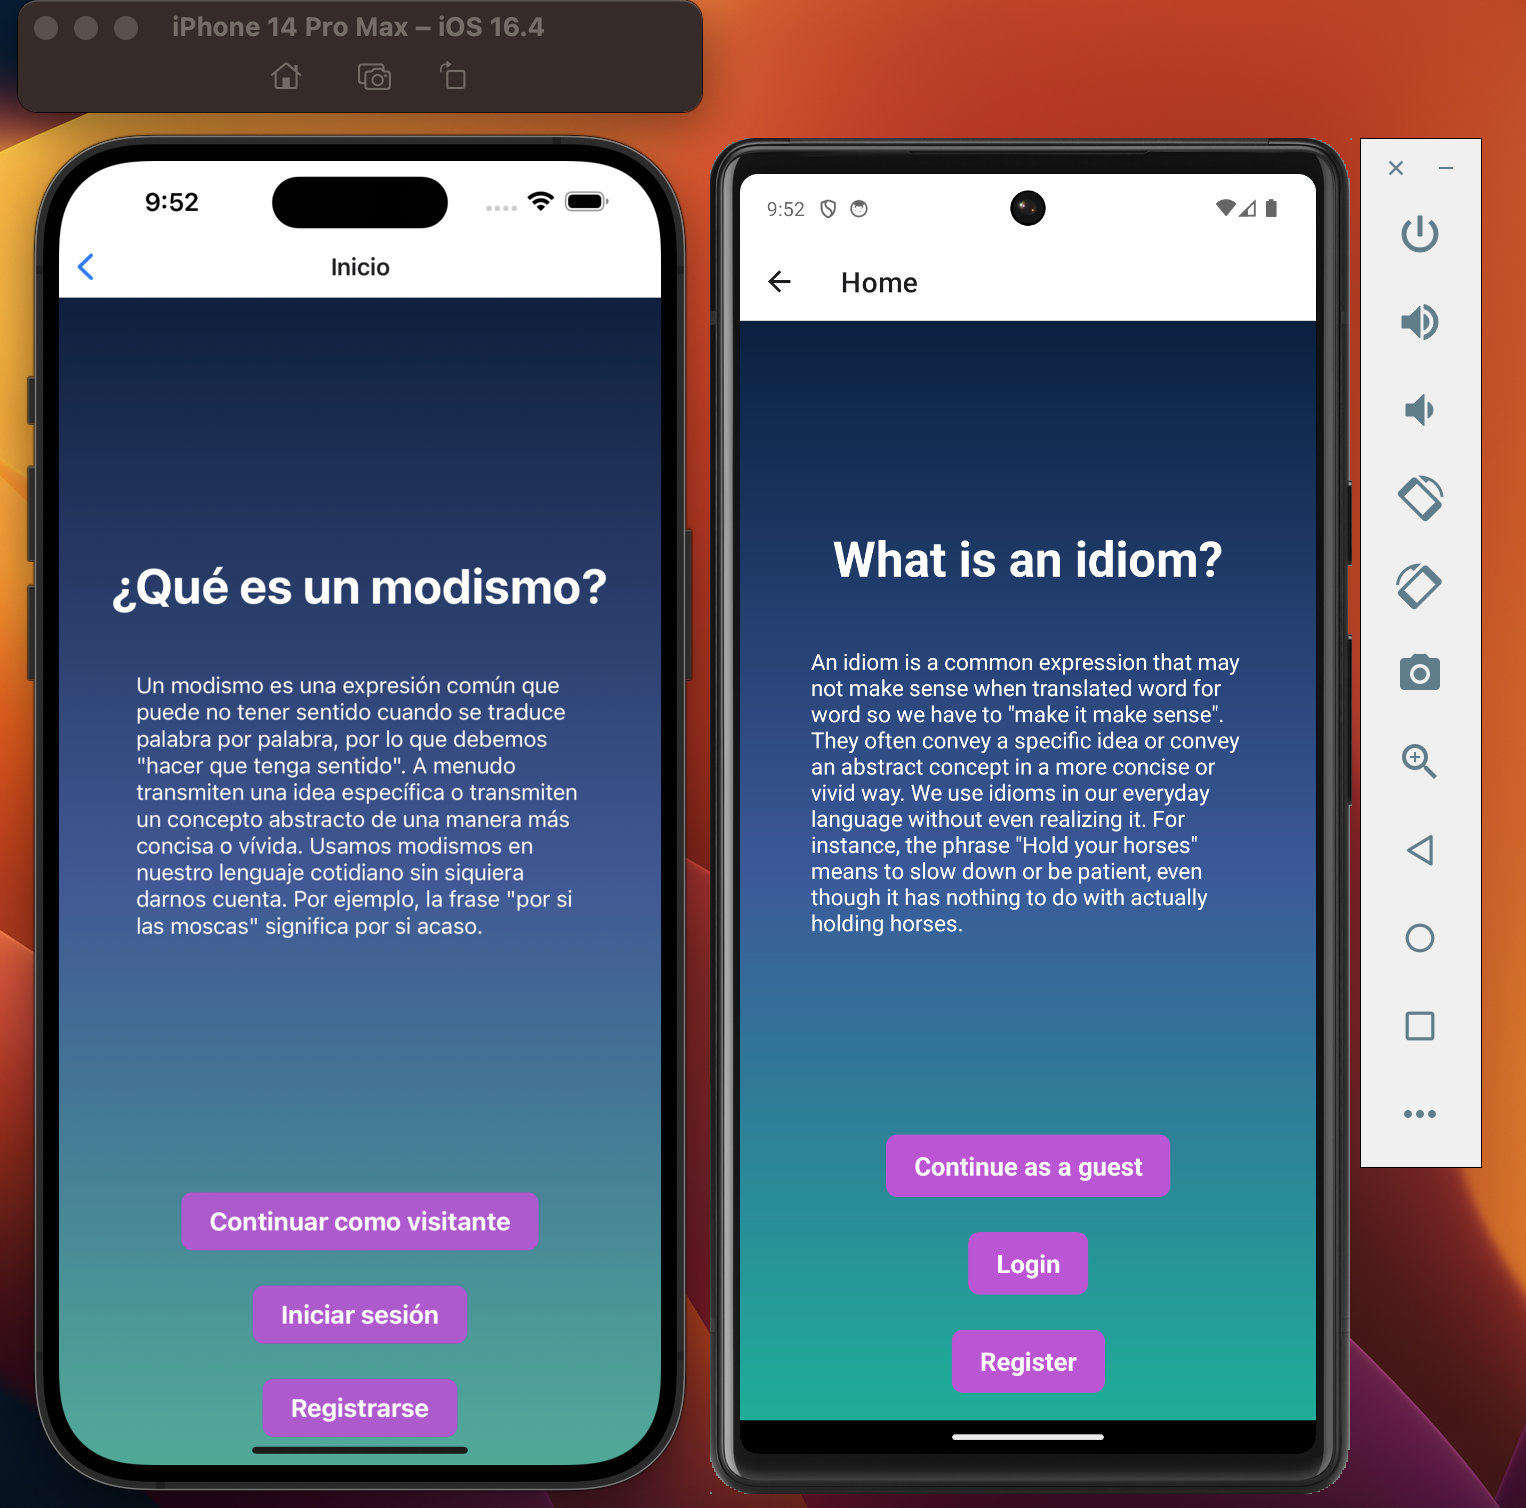 iPhone 14 Pro Max – iOS 16.4
9:52
Inicio
¿Qué es un modismo?
Un modismo es una expresión común que
puede no tener sentido cuando se traduce
palabra por palabra, por lo que debemos
"hacer que tenga sentido". A menudo
transmiten una idea específica o transmiten
un concepto abstracto de una manera más
concisa o vívida. Usamos modismos en
nuestro lenguaje cotidiano sin siquiera
darnos cuenta. Por ejemplo, la frase "por si
las moscas" significa por si acaso.
Continuar como visitante
Iniciar sesión
Registrarse
9:52
Home
What is an idiom?
An idiom is a common expression that may
not make sense when translated word for
word so we have to "make it make sense".
They often convey a specific idea or convey
an abstract concept in a more concise or
vivid way. We use idioms in our everyday
language without even realizing it. For
instance, the phrase "Hold your horses"
means to slow down or be patient, even
though it has nothing to do with actually
holding horses.
Continue as a guest
Login
Register